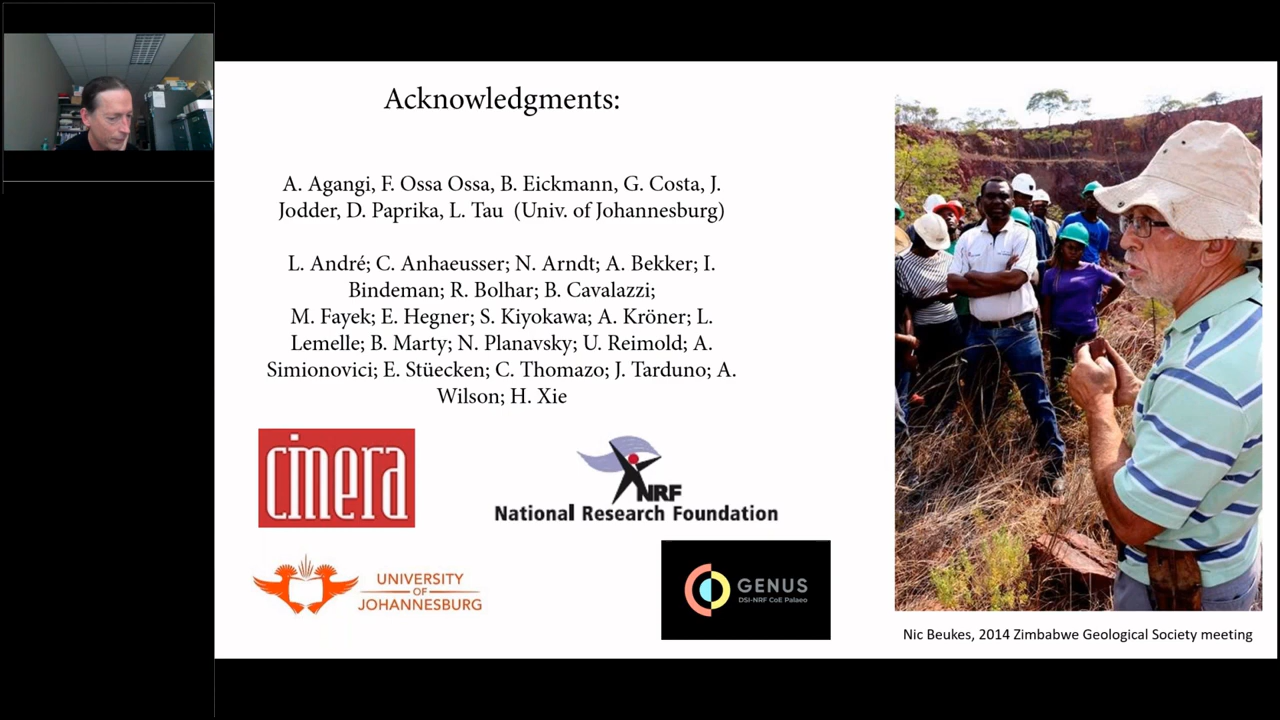 Acknowledgments:
A. Agangi, F. Ossa Ossa, B. Eickmann, G. Costa, J.
Jodder, D. Paprika, L. Tau (Univ. of Johannesburg)
L. André; C. Anhaeusser; N. Arndt; A. Bekker; I.
Bindeman; R. Bolhar; B. Cavalazzi;
M. Fayek; E. Hegner; S. Kiyokawa; A. Kröner; L.
Lemelle; B. Marty; N. Planavsky; U. Reimold; A.
Simionovici; E. Stüecken; C. Thomazo; J. Tarduno; A.
Wilson; H. Xie
cimera
NRF
National Research Foundation
UNIVERSITY
OF
JOHANNESBURG
GENUS
DSI-NRF CoE Palaeo
Nic Beukes, 2014 Zimbabwe Geological Society meeting